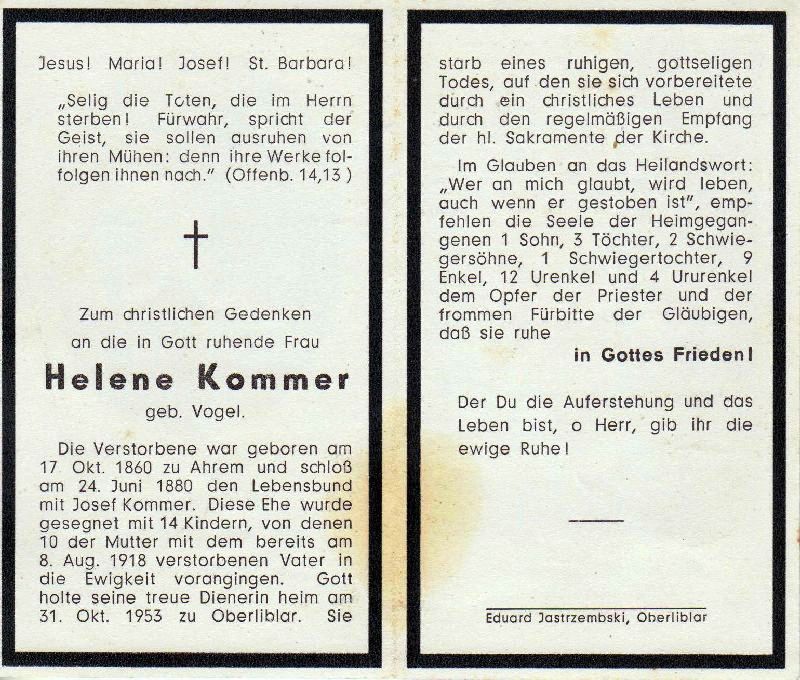 Jesus! Maria! Josef! St. Barbara!
„Selig die Toten, die im Herrn
sterben! Fürwahr, spricht der
Geist, sie sollen ausruhen von
ihren Mühen: denn ihre Werke fol-
folgen ihnen nach." (Offenb. 14,13)
Zum christlichen Gedenken
an die in Gott ruhende Frau
Helene Kommer
geb. Vogel.
Die Verstorbene war geboren am
17. Okt. 1860 zu Ahrem und schloß
am 24. Juni 1880 den Lebensbund
mit Josef Kommer. Diese Ehe wurde
gesegnet mit 14 Kindern, von denen
10 der Mutter mit dem bereits am
8. Aug. 1918 verstorbenen Vater in
die Ewigkeit vorangingen. Gott
holte seine treue Dienerin heim am
31. Okt. 1953 zu Oberliblar. Sie
starb eines ruhigen, gottseligen
Todes, auf den sie sich vorbereitete
durch ein christliches Leben und
durch den regelmäßigen Empfang
der hl. Sakramente der Kirche.
Im Glauben an das Heilandswort:
„Wer an mich glaubt, wird leben,
auch wenn er gestoben ist", emp-
fehlen die Seele der Heimgegan-
genen 1 Sohn, 3 Töchter, 2 Schwie-
gersöhne, 1 Schwiegertochter, 9
Enkel, 12 Urenkel und 4 Ururenkel
dem Opfer der Priester und der
frommen Fürbitte der Gläubigen,
daß sie ruhe
in Gottes Frieden!
Der Du die Auferstehung und das
Leben bist, o Herr, gib ihr die
ewige Ruhe!
Eduard Jastrzembski, Oberliblar